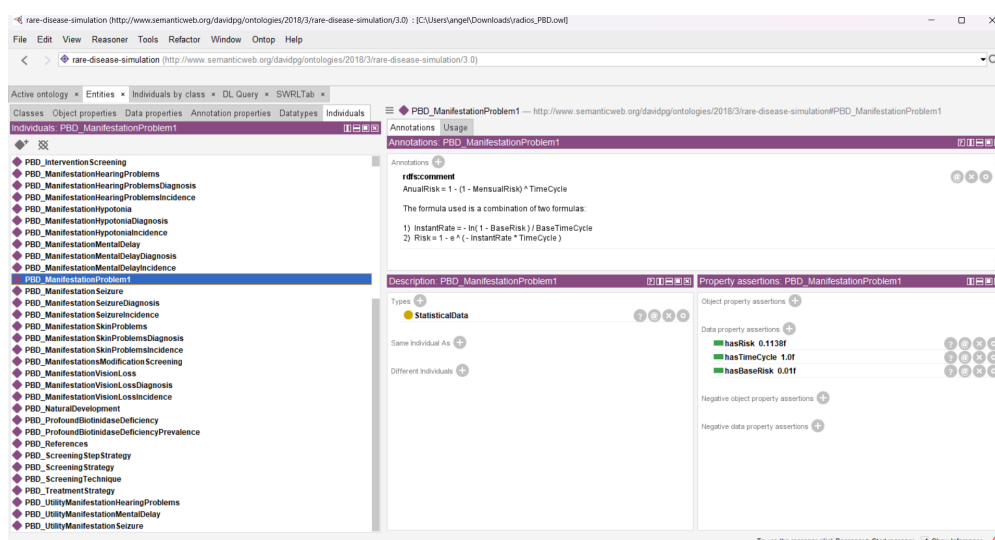 rare-disease-simulation (http://www.semanticweb.org/davidpg/ontologies/2018/3/rare-disease-simulation/3.0) : [C:\Users\angel\Downloads\radios_PBD.owl]
File Edit View Reasoner Tools Refactor Window Ontop Help
rare-disease-simulation (http://www.semanticweb.org/davidpg/ontologies/2018/3/rare-disease-simulation/3.0)
Active ontology × Entities × Individuals by class × DL Query × SWRLTab ×
Classes Object properties Data properties Annotation properties Datatypes Individuals
Individuals: PBD_ManifestationProblem1
PBD_InterventionScreening
PBD_ManifestationHearingProblems
PBD_ManifestationHearingProblemsDiagnosis
PBD_ManifestationHearingProblemsIncidence
PBD_ManifestationHypotonia
PBD_ManifestationHypotoniaDiagnosis
PBD_ManifestationHypotoniaIncidence
PBD_ManifestationMentalDelay
PBD_ManifestationMentalDelayDiagnosis
PBD_ManifestationMentalDelayIncidence
PBD_ManifestationProblem1
PBD_ManifestationSeizure
PBD_ManifestationSeizureDiagnosis
PBD_ManifestationSeizureIncidence
PBD_ManifestationSkinProblems
PBD_ManifestationSkinProblemsDiagnosis
PBD_ManifestationSkinProblemsIncidence
PBD_ManifestationsModificationScreening
PBD_ManifestationVisionLoss
PBD_ManifestationVisionLossDiagnosis
PBD_ManifestationVisionLossIncidence
PBD_NaturalDevelopment
PBD_ProfoundBiotinidaseDeficiency
PBD_ProfoundBiotinidaseDeficiencyPrevalence
PBD_References
PBD_ScreeningStepStrategy
PBD_ScreeningStrategy
PBD_ScreeningTechnique
PBD_TreatmentStrategy
PBD_UtilityManifestationHearingProblems
PBD_UtilityManifestationMentalDelay
PBD_UtilityManifestationSeizure
PBD_ManifestationProblem1 — http://www.semanticweb.org/davidpg/ontologies/2018/3/rare-disease-simulation#PBD_ManifestationProblem1
Annotations Usage
Annotations: PBD_ManifestationProblem1
Annotations
rdfs:comment
AnualRisk = 1 - (1 - MensualRisk) ^ TimeCycle
The formula used is a combination of two formulas:
1) InstantRate = - ln( 1 - BaseRisk ) / BaseTimeCycle
2) Risk = 1 - e ^ ( - InstantRate * TimeCycle )
Description: PBD_ManifestationProblem1
Types
StatisticalData
Same Individual As
Different Individuals
Property assertions: PBD_ManifestationProblem1
Object property assertions
Data property assertions
hasRisk 0.1138f
hasTimeCycle 1.0f
hasBaseRisk 0.01f
Negative object property assertions
Negative data property assertions